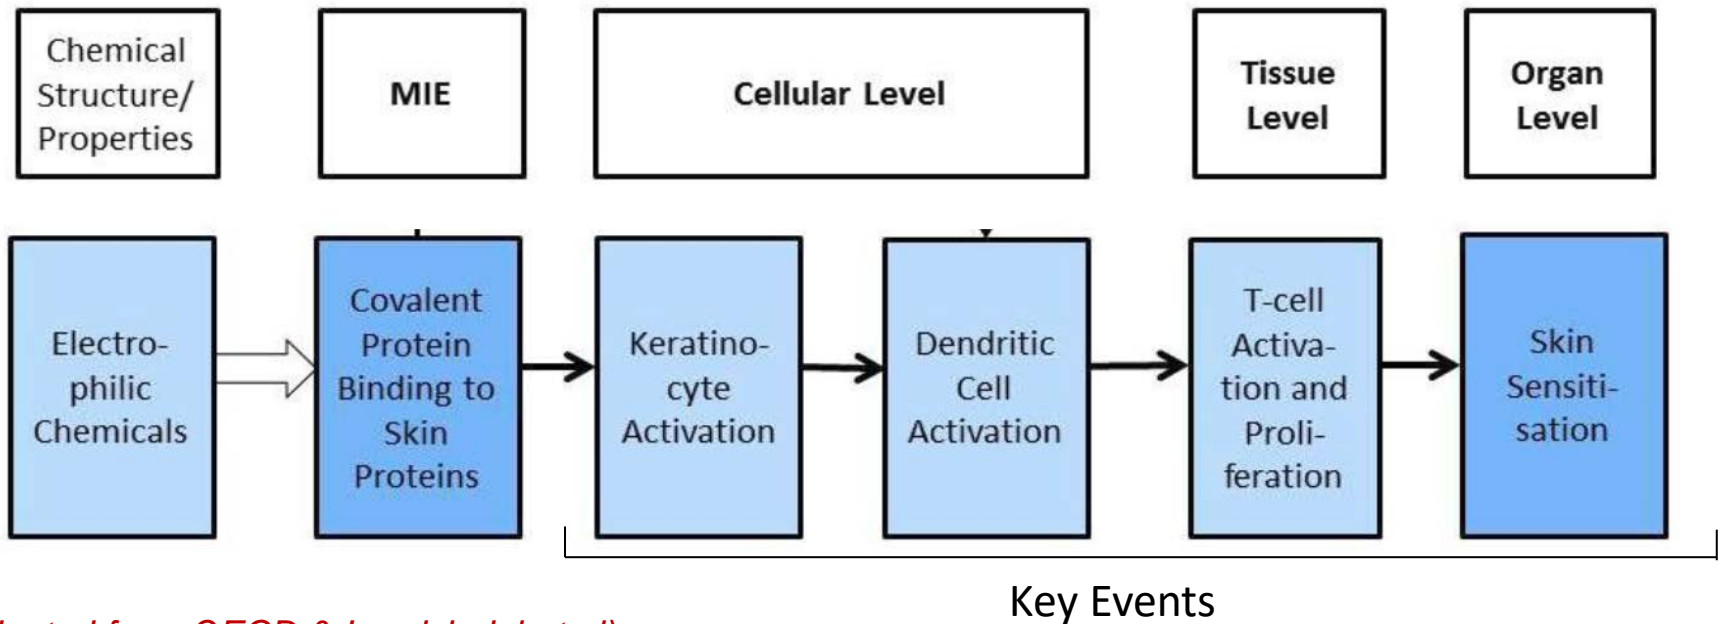 Chemical
Structure/
Properties
MIE
Cellular Level
Tissue
Level
Organ
Level
Electro-
philic
Chemicals
Covalent
Protein
Binding to
Skin
Proteins
Keratino-
cyte
Activation
Dendritic
Cell
Activation
T-cell
Activa-
tion and
Proli-
feration
Skin
Sensiti-
sation
Key Events
OECD &